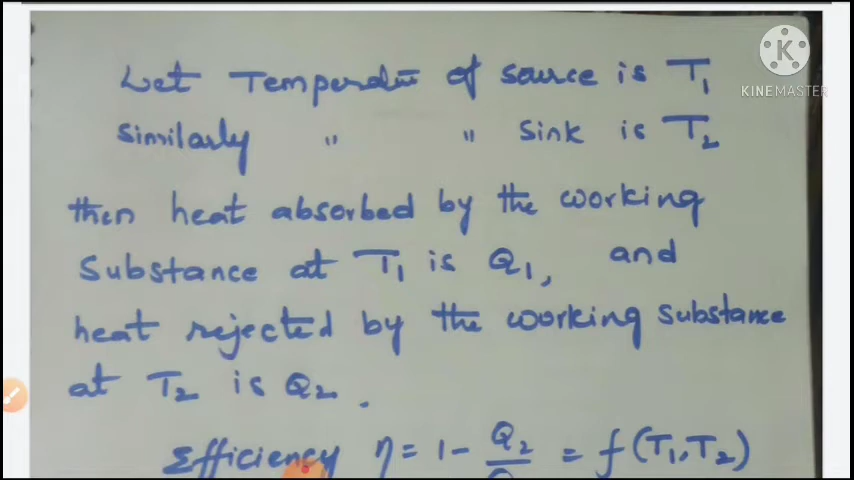 Let Temperature of source is T1
Similarly " " Sink is T2
then heat absorbed by the working
Substance at T1 is Q1, and
heat rejected by the working substance
at T2 is Q2.
Efficiency η = 1 - Q2/Q = f(T1,T2)
K
KINEMASTER